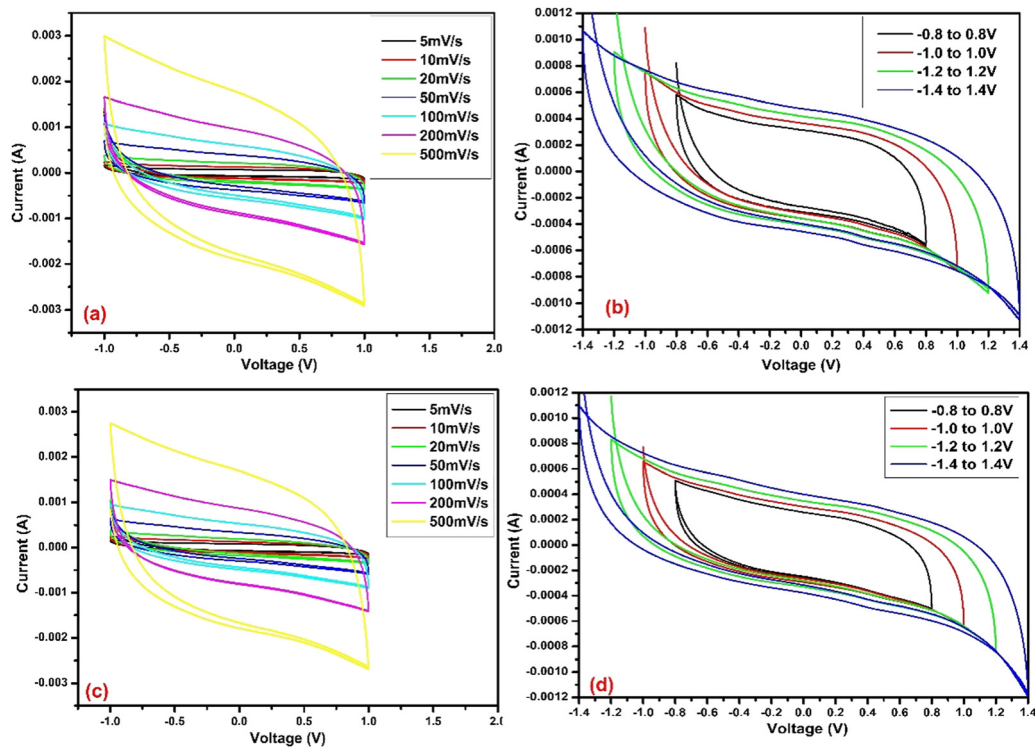 0.003
0.002
0.001
0.000
-0.001
-0.002
-0.003
Current (A)
5mV/s
10mV/s
20mV/s
50mV/s
100mV/s
200mV/s
500mV/s
(a)
-1.0 -0.5 0.0 0.5 1.0 1.5 2.0
Voltage (V)
0.0012
0.0010
0.0008
0.0006
0.0004
0.0002
0.0000
-0.0002
-0.0004
-0.0006
-0.0008
-0.0010
-0.0012
Current (A)
-0.8 to 0.8V
-1.0 to 1.0V
-1.2 to 1.2V
-1.4 to 1.4V
(b)
-1.4 -1.2 -1.0 -0.8 -0.6 -0.4 -0.2 0.0 0.2 0.4 0.6 0.8 1.0 1.2 1.4
Voltage (V)
0.003
0.002
0.001
0.000
-0.001
-0.002
-0.003
Current (A)
5mV/s
10mV/s
20mV/s
50mV/s
100mV/s
200mV/s
500mV/s
(c)
-1.0 -0.5 0.0 0.5 1.0 1.5 2.0
Voltage (V)
0.0012
0.0010
0.0008
0.0006
0.0004
0.0002
0.0000
-0.0002
-0.0004
-0.0006
-0.0008
-0.0010
-0.0012
Current (A)
-0.8 to 0.8V
-1.0 to 1.0V
-1.2 to 1.2V
-1.4 to 1.4V
(d)
-1.4 -1.2 -1.0 -0.8 -0.6 -0.4 -0.2 0.0 0.2 0.4 0.6 0.8 1.0 1.2 1.4
Voltage (V)